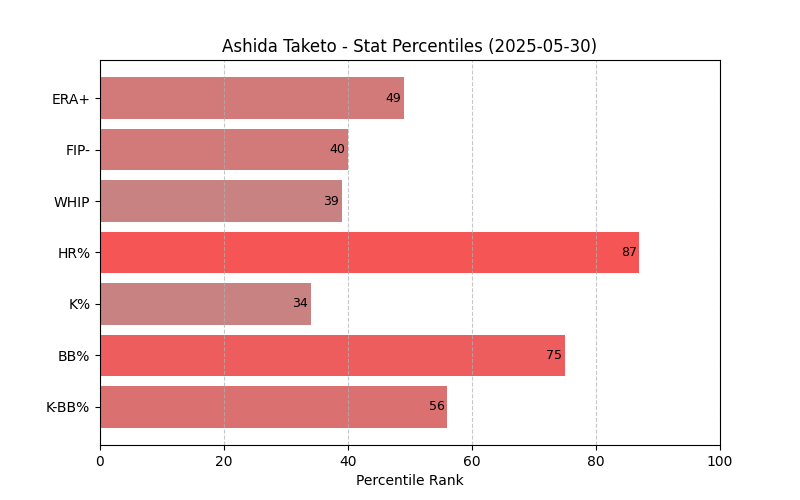 Ashida Taketo - Stat Percentiles (2025-05-30)
ERA+ 49
FIP- 40
WHIP 39
HR% 87
K% 34
BB% 75
K-BB% 56
0 20 40 60 80 100
Percentile Rank